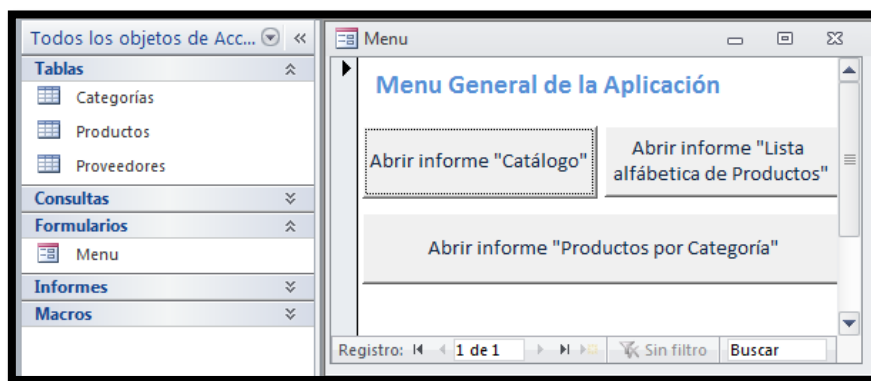 Todos los objetos de Acc...
Tablas
Categorías
Productos
Proveedores
Consultas
Formularios
Menu
Informes
Macros
Menu
Menu General de la Aplicación
Abrir informe "Catálogo"
Abrir informe "Lista
alfábetica de Productos"
Abrir informe "Productos por Categoría"
Registro: 1 de 1 Sin filtro Buscar